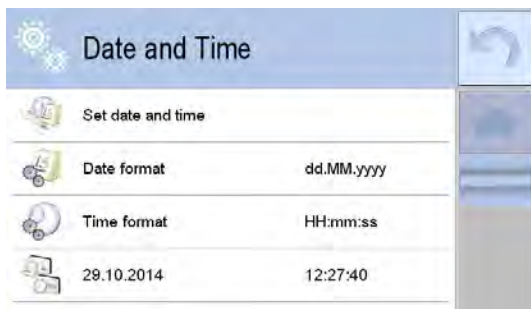 Date and Time
Set date and time
Date format dd.MM.yyyy
Time format HH:mm:ss
29.10.2014 12:27:40